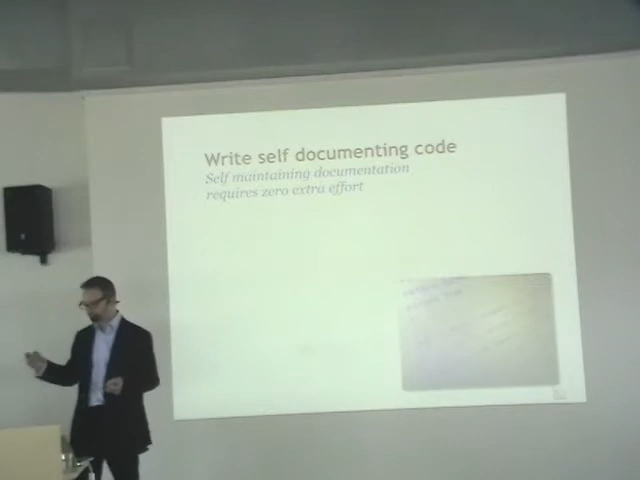 Write self documenting code
Self maintaining documentation
requires zero extra effort